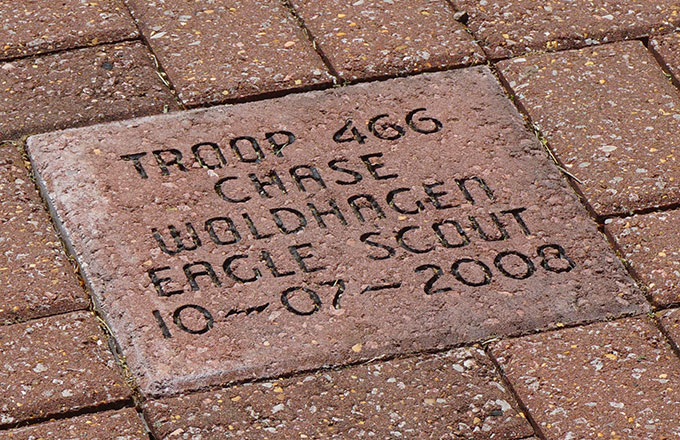 TROOP 466
CHASE
WOLDHAGEN
EAGLE SCOUT
10-07-2008